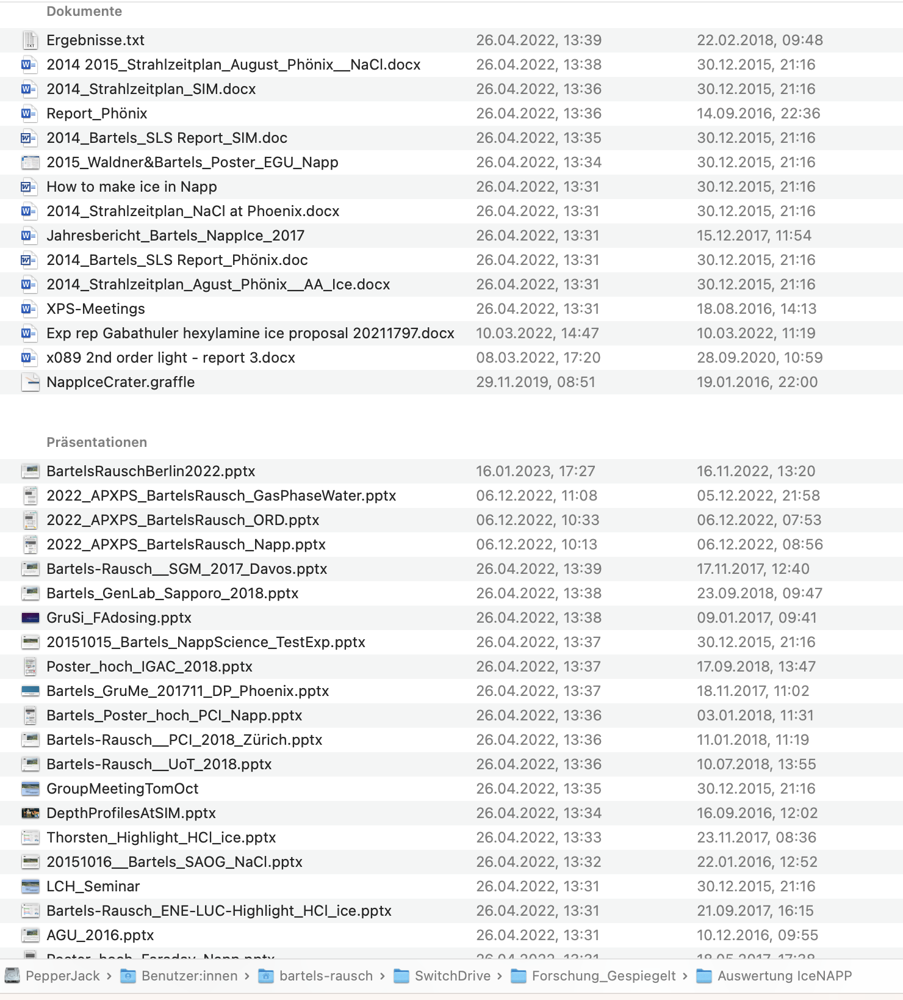 Dokumente
Ergebnisse.txt 26.04.2022, 13:39 22.02.2018, 09:48
2014 2015_Strahlzeitplan_August_Phönix__NaCl.docx 26.04.2022, 13:38 30.12.2015, 21:16
2014_Strahlzeitplan_SIM.docx 26.04.2022, 13:36 30.12.2015, 21:16
Report_Phönix 26.04.2022, 13:36 14.09.2016, 22:36
2014_Bartels_SLS Report_SIM.doc 26.04.2022, 13:35 30.12.2015, 21:16
2015_Waldner&Bartels_Poster_EGU_Napp 26.04.2022, 13:34 30.12.2015, 21:16
How to make ice in Napp 26.04.2022, 13:31 30.12.2015, 21:16
2014_Strahlzeitplan_NaCl at Phoenix.docx 26.04.2022, 13:31 30.12.2015, 21:16
Jahresbericht_Bartels_NappIce_2017 26.04.2022, 13:31 15.12.2017, 11:54
2014_Bartels_SLS Report_Phönix.doc 26.04.2022, 13:31 30.12.2015, 21:16
2014_Strahlzeitplan_Agust_Phönix__AA_Ice.docx 26.04.2022, 13:31 30.12.2015, 21:16
XPS-Meetings 26.04.2022, 13:31 18.08.2016, 14:13
Exp rep Gabathuler hexylamine ice proposal 20211797.docx 10.03.2022, 14:47 10.03.2022, 11:19
x089 2nd order light - report 3.docx 08.03.2022, 17:20 28.09.2020, 10:59
NappIceCrater.graffle 29.11.2019, 08:51 19.01.2016, 22:00
Präsentationen
BartelsRauschBerlin2022.pptx 16.01.2023, 17:27 16.11.2022, 13:20
2022_APXPS_BartelsRausch_GasPhaseWater.pptx 06.12.2022, 11:08 05.12.2022, 21:58
2022_APXPS_BartelsRausch_ORD.pptx 06.12.2022, 10:33 06.12.2022, 07:53
2022_APXPS_BartelsRausch_Napp.pptx 06.12.2022, 10:13 06.12.2022, 08:56
Bartels-Rausch__SGM_2017_Davos.pptx 26.04.2022, 13:39 17.11.2017, 12:40
Bartels_GenLab_Sapporo_2018.pptx 26.04.2022, 13:38 23.09.2018, 09:47
GruSi_FAdosing.pptx 26.04.2022, 13:38 09.01.2017, 09:41
20151015_Bartels_NappScience_TestExp.pptx 26.04.2022, 13:37 30.12.2015, 21:16
Poster_hoch_IGAC_2018.pptx 26.04.2022, 13:37 17.09.2018, 13:47
Bartels_GruMe_201711_DP_Phoenix.pptx 26.04.2022, 13:37 18.11.2017, 11:02
Bartels_Poster_hoch_PCI_Napp.pptx 26.04.2022, 13:36 03.01.2018, 11:31
Bartels-Rausch__PCI_2018_Zürich.pptx 26.04.2022, 13:36 11.01.2018, 11:19
Bartels-Rausch__UoT_2018.pptx 26.04.2022, 13:36 10.07.2018, 13:55
GroupMeetingTomOct 26.04.2022, 13:35 30.12.2015, 21:16
DepthProfilesAtSIM.pptx 26.04.2022, 13:34 16.09.2016, 12:02
Thorsten_Highlight_HCl_ice.pptx 26.04.2022, 13:33 23.11.2017, 08:36
20151016__Bartels_SAOG_NaCl.pptx 26.04.2022, 13:32 22.01.2016, 12:52
LCH_Seminar 26.04.2022, 13:31 30.12.2015, 21:16
Bartels-Rausch_ENE-LUC-Highlight_HCl_ice.pptx 26.04.2022, 13:31 21.09.2017, 16:15
AGU_2016.pptx 26.04.2022, 13:31 10.12.2016, 09:55
Poster_hoch_Faraday_Napp.pptx 26.04.2022, 13:31 18.05.2017, 17:38
PepperJack › Benutzer:innen › bartels-rausch › SwitchDrive › Forschung_Gespiegelt › Auswertung IceNAPP